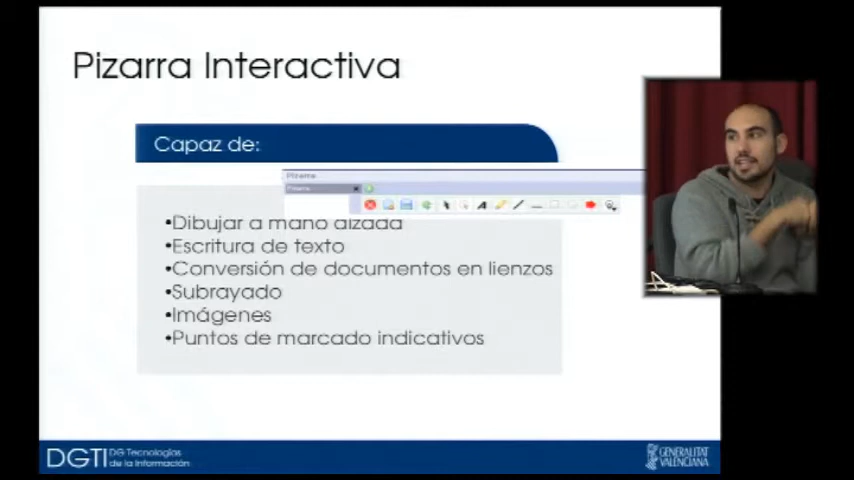 Pizarra Interactiva
Capaz de:
Pizarra
Pizarra
•Dibujar a mano alzada
•Escritura de texto
•Conversión de documentos en lienzos
•Subrayado
•Imágenes
•Puntos de marcado indicativos
DGTI DG Tecnologías
de la Información
GENERALITAT
VALENCIANA